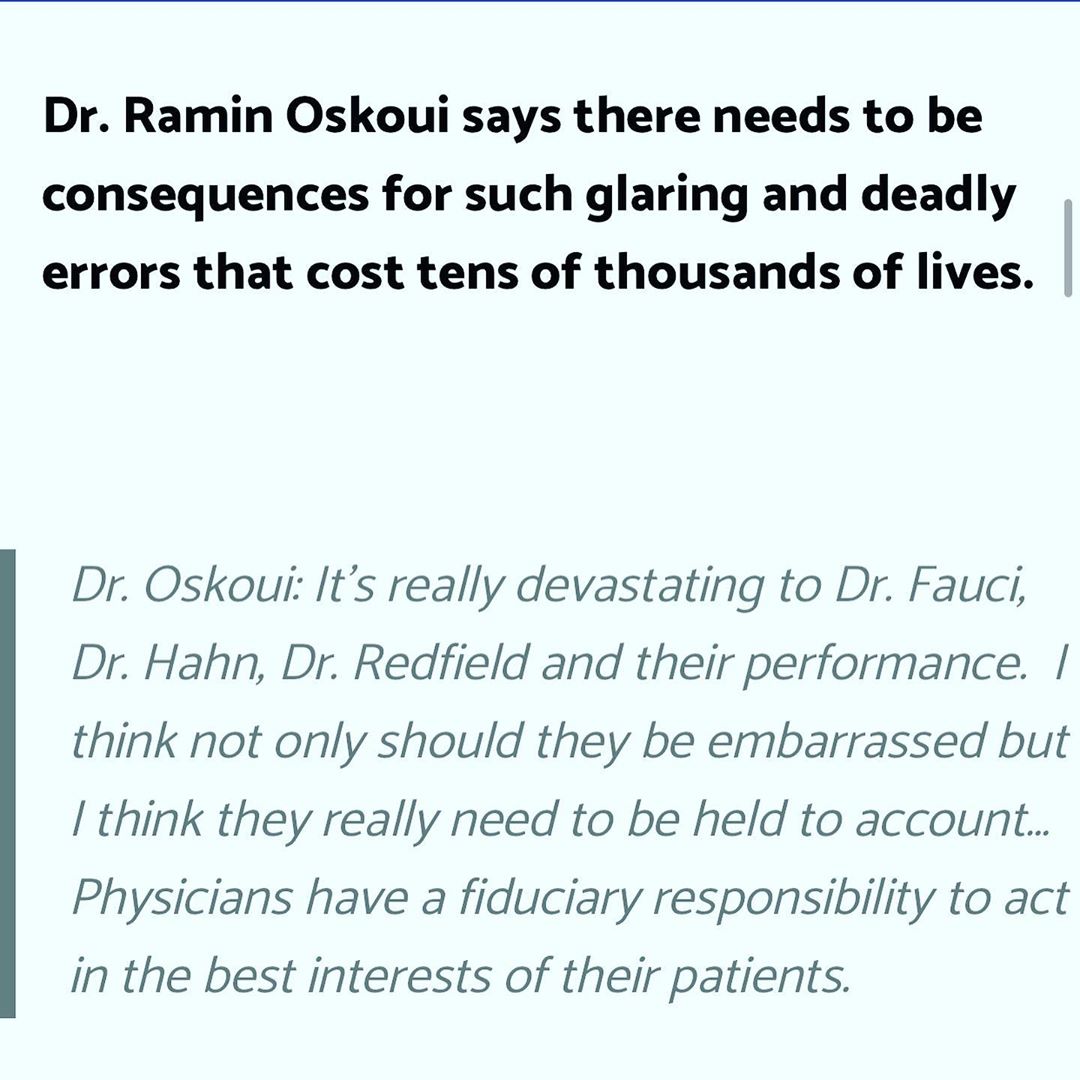 Dr. Ramin Oskoui says there needs to be
consequences for such glaring and deadly
errors that cost tens of thousands of lives.
Dr. Oskoui: It’s really devastating to Dr. Fauci,
Dr. Hahn, Dr. Redfield and their performance.  I
think not only should they be embarrassed but
I think they really need to be held to account…
Physicians have a fiduciary responsibility to act
in the best interests of their patients.